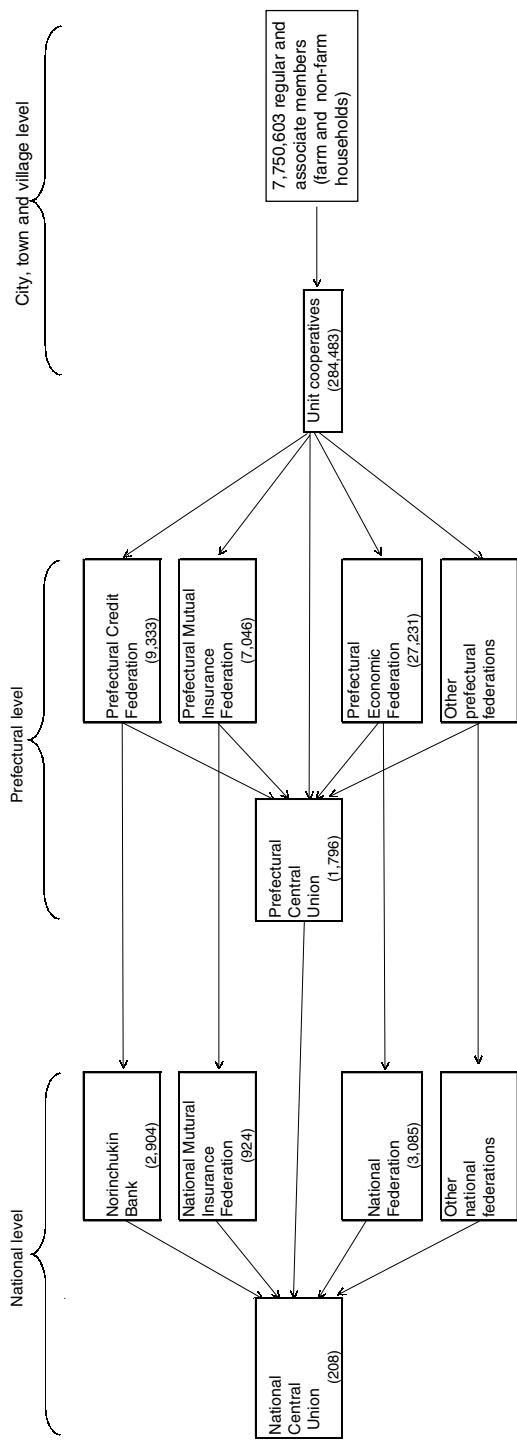 National level
Prefectural level
City, town and village level
National
Central
Union
(208)
Norinchukin
Bank
(2,904)
National Mutural
Insurance
Federation
(924)
National
Federation
(3,085)
Other
national
federations
Prefectural
Central
Union
(1,796)
Prefectural Credit
Federation
(9,333)
Prefectural Mutual
Insurance
Federation
(7,046)
Prefectural
Economic
Federation
(27,231)
Other
prefectural
federations
Unit cooperatives
(284,483)
7,750,603 regular and
associate members
(farm and non-farm
households)